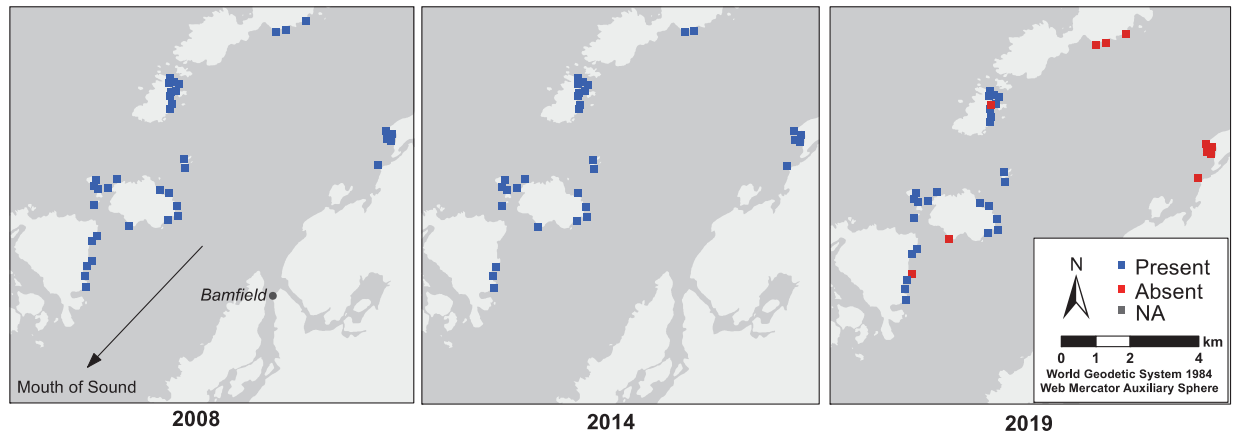 Bamfield
Mouth of Sound
N
Present
Absent
NA
km
0 1 2 4
World Geodetic System 1984
Web Mercator Auxiliary Sphere
2008 2014 2019